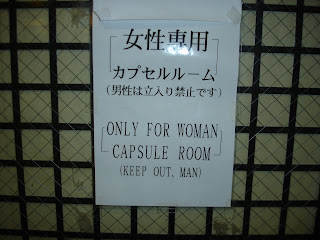 女性専用
カプセルルーム
(男性は立入り禁止です)
ONLY FOR WOMAN
CAPSULE ROOM
(KEEP OUT, MAN)